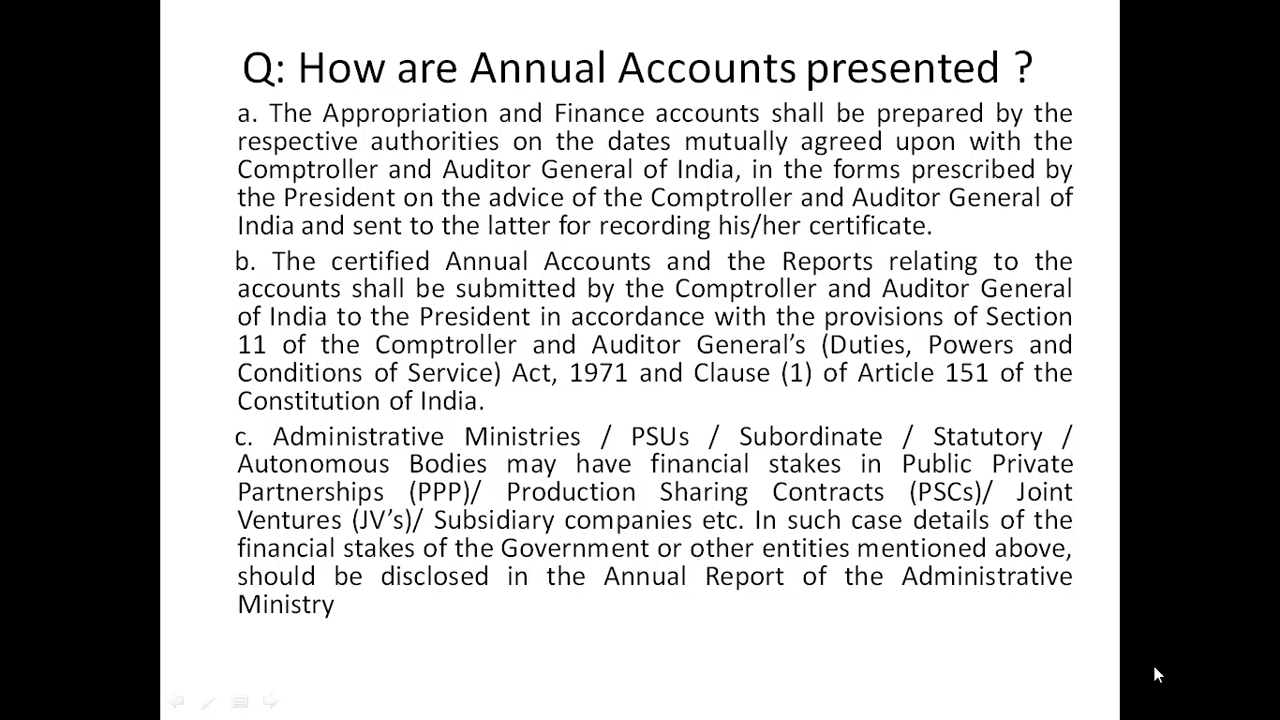 Q: How are Annual Accounts presented ?
a. The Appropriation and Finance accounts shall be prepared by the
respective authorities on the dates mutually agreed upon with the
Comptroller and Auditor General of India, in the forms prescribed by
the President on the advice of the Comptroller and Auditor General of
India and sent to the latter for recording his/her certificate.
b. The certified Annual Accounts and the Reports relating to the
accounts shall be submitted by the Comptroller and Auditor General
of India to the President in accordance with the provisions of Section
11 of the Comptroller and Auditor General’s (Duties, Powers and
Conditions of Service) Act, 1971 and Clause (1) of Article 151 of the
Constitution of India.
c. Administrative Ministries / PSUs / Subordinate / Statutory /
Autonomous Bodies may have financial stakes in Public Private
Partnerships (PPP)/ Production Sharing Contracts (PSCs)/ Joint
Ventures (JV’s)/ Subsidiary companies etc. In such case details of the
financial stakes of the Government or other entities mentioned above,
should be disclosed in the Annual Report of the Administrative
Ministry